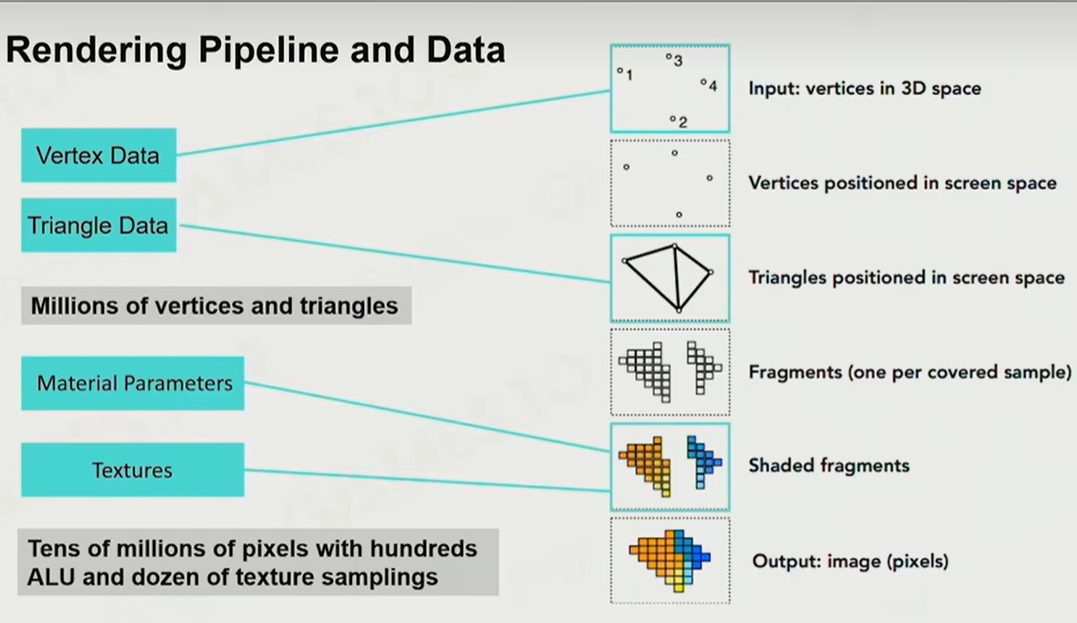 Rendering Pipeline and Data
Vertex Data
Triangle Data
Millions of vertices and triangles
Material Parameters
Textures
Tens of millions of pixels with hundreds
ALU and dozen of texture samplings
1
3
4
2
Input: vertices in 3D space
Vertices positioned in screen space
Triangles positioned in screen space
Fragments (one per covered sample)
Shaded fragments
Output: image (pixels)